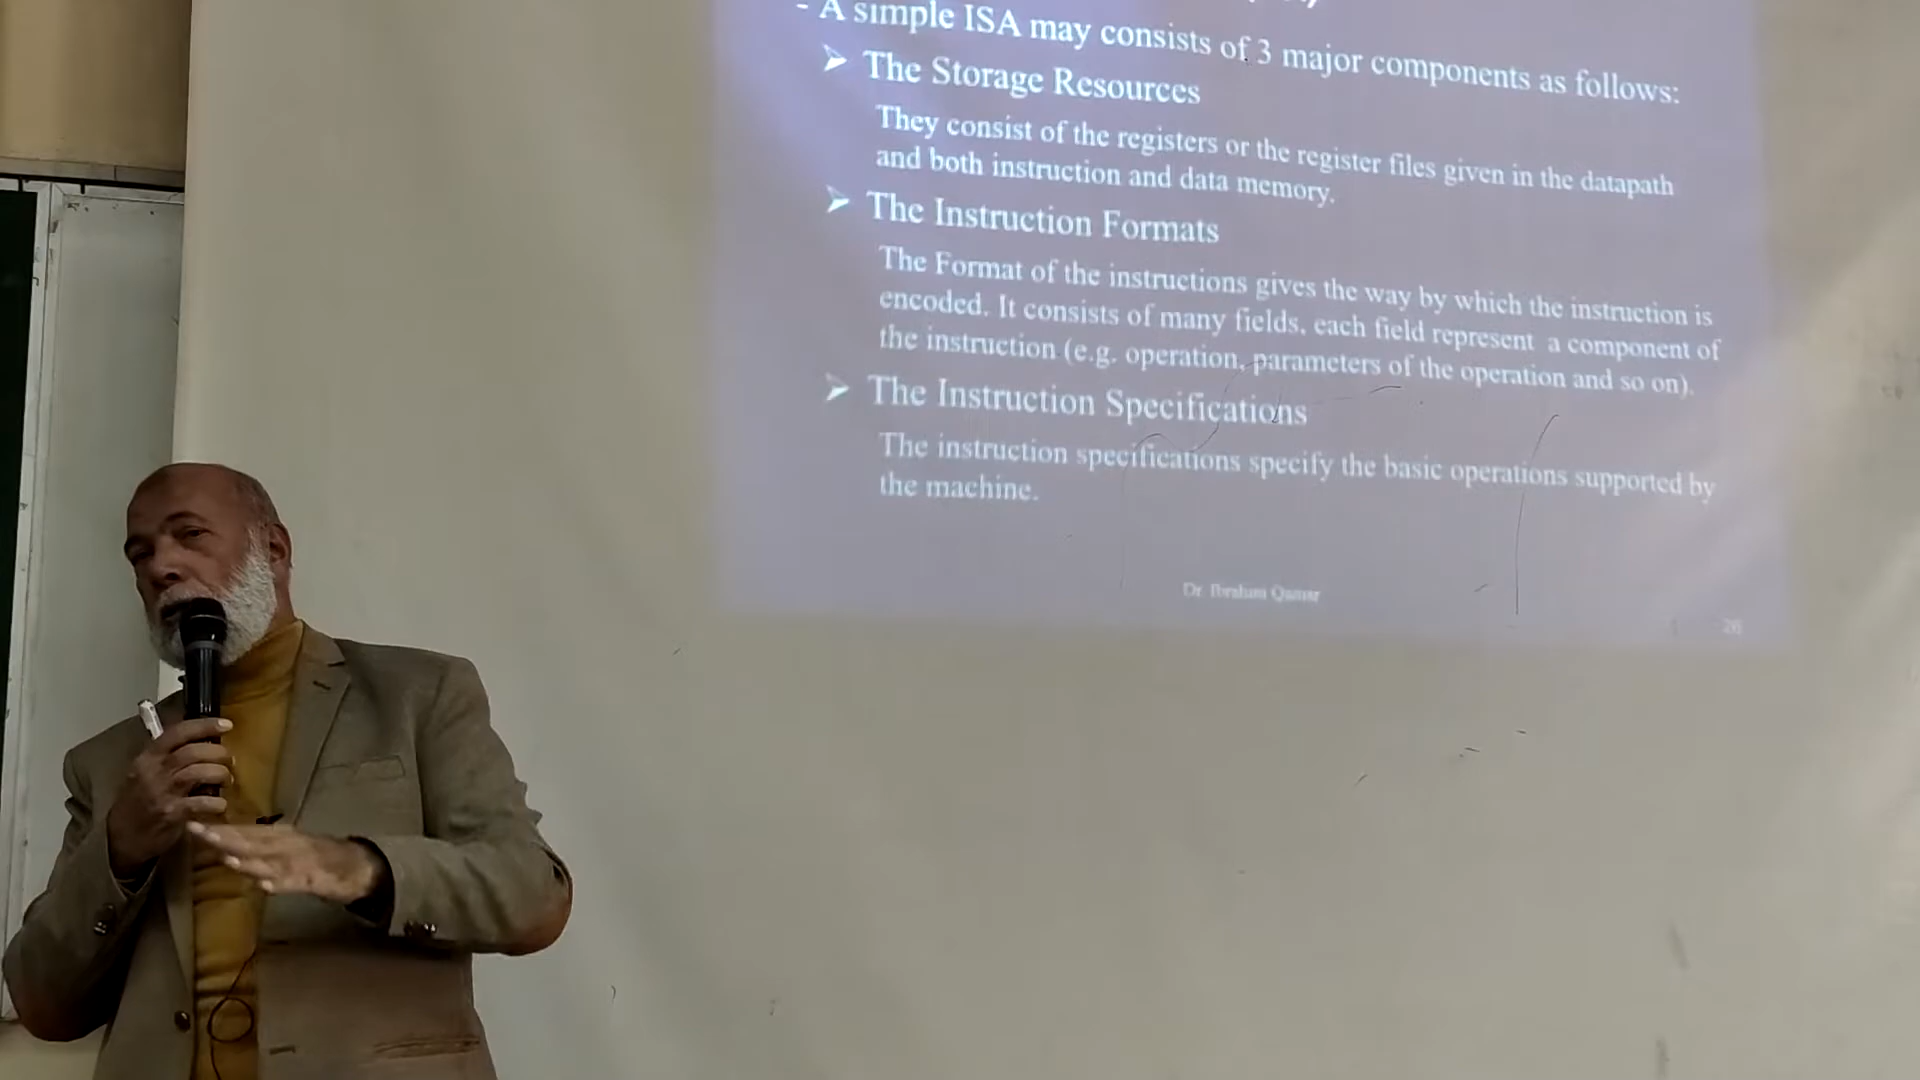 - A simple ISA may consists of 3 major components as follows:
➢ The Storage Resources
They consist of the registers or the register files given in the datapath
and both instruction and data memory.
➢ The Instruction Formats
The Format of the instructions gives the way by which the instruction is
encoded. It consists of many fields, each field represent a component of
the instruction (e.g. operation, parameters of the operation and so on).
➢ The Instruction Specifications
The instruction specifications specify the basic operations supported by
the machine.
Dr. Ibrahim Qamar
26